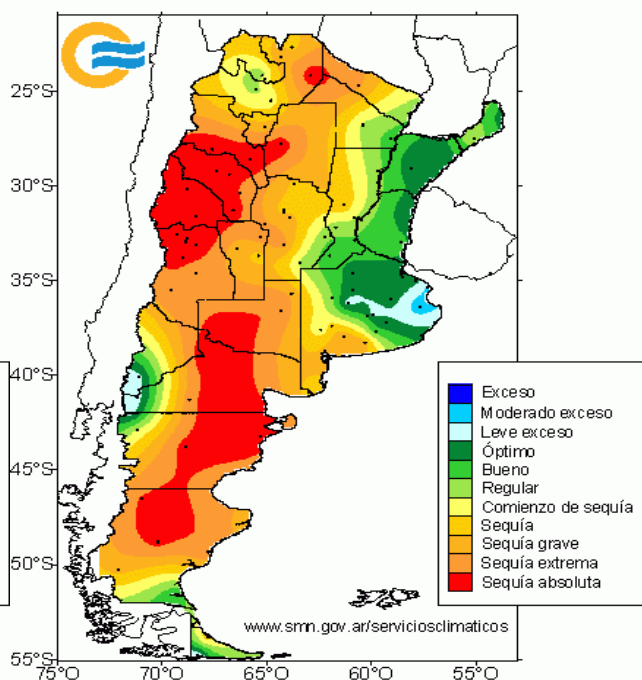 25°S
30°S
35°S
40°S
45°S
50°S
55°S
75°O
70°O
65°O
60°O
55°O
Exceso
Moderado exceso
Leve exceso
Óptimo
Bueno
Regular
Comienzo de sequía
Sequía
Sequía grave
Sequía extrema
Sequía absoluta
www.smn.gov.ar/serviciosclimaticos